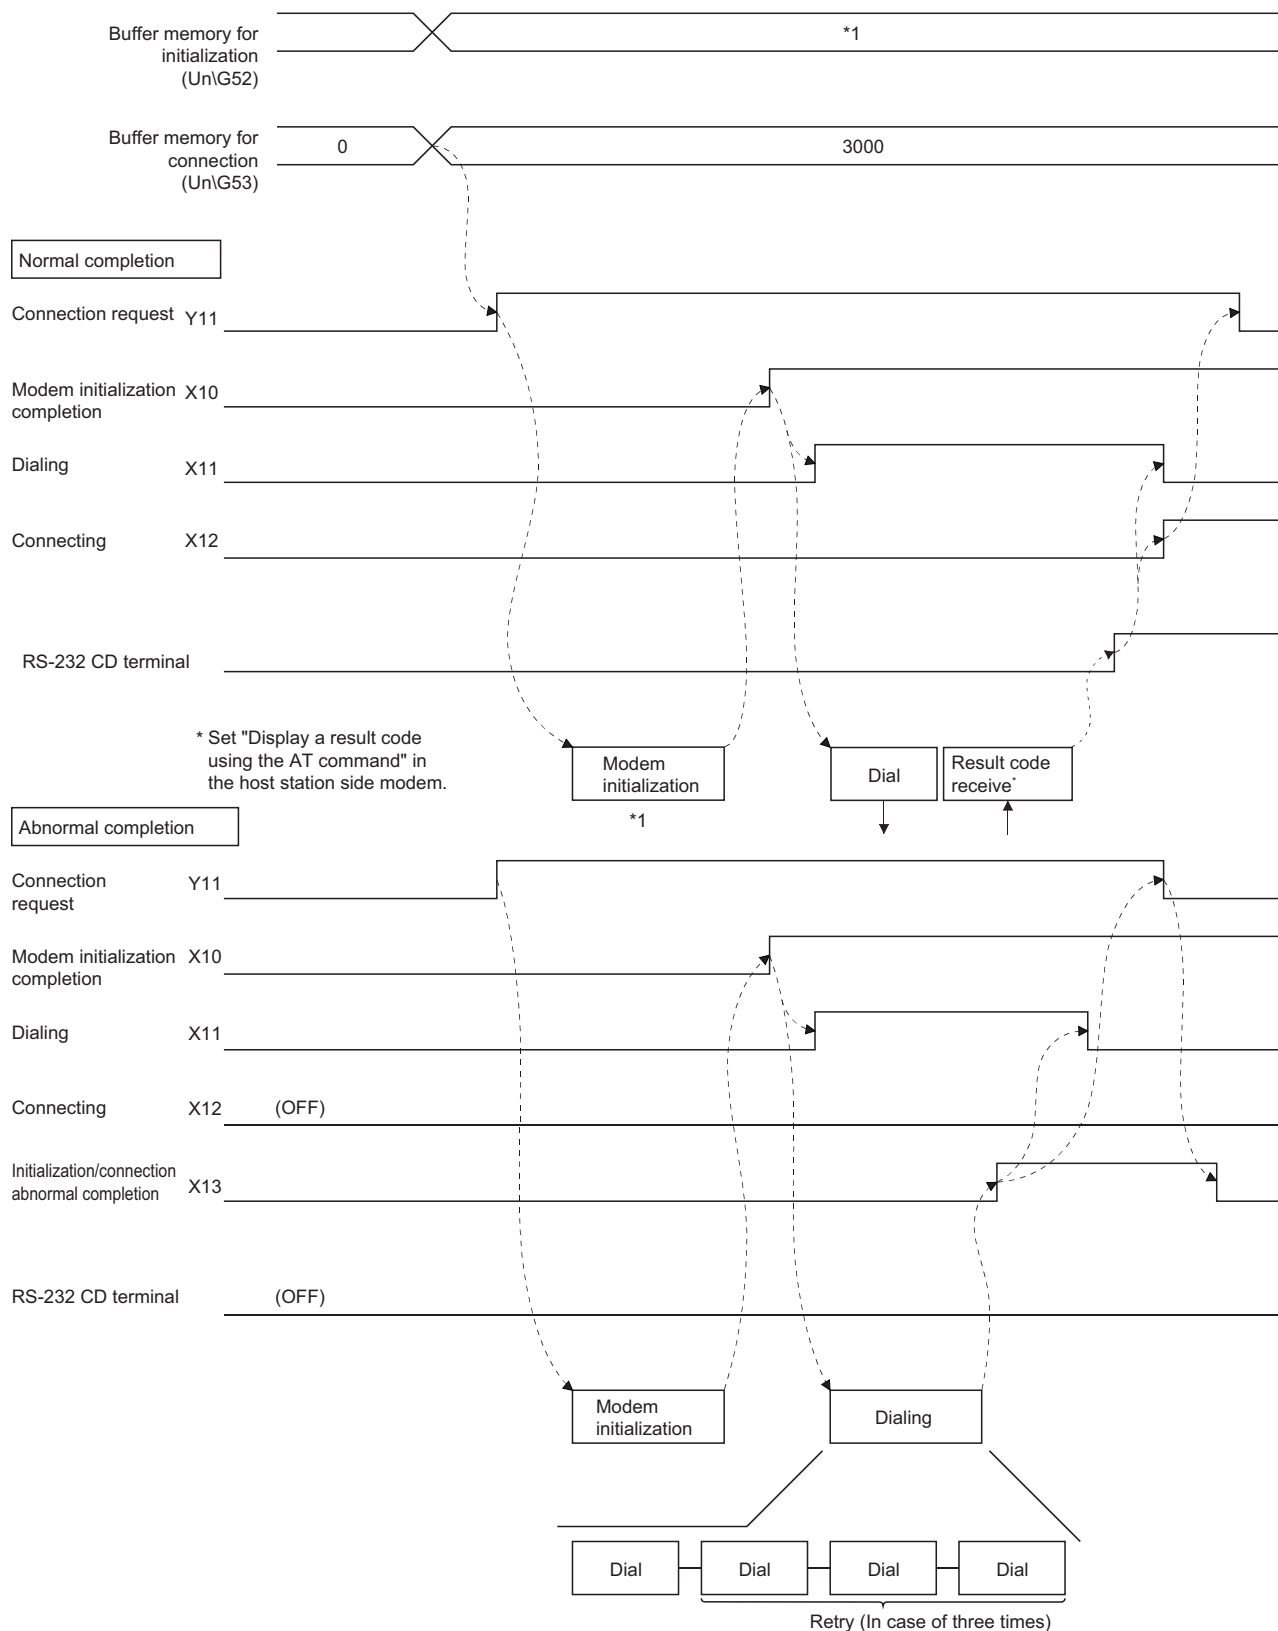 Buffer memory for
initialization
(Un\G52)
*1
Buffer memory for
connection
(Un\G53)
0
3000
Normal completion
Connection request Y11
Modem initialization
completion
X10
Dialing X11
Connecting X12
RS-232 CD terminal
* Set "Display a result code
using the AT command" in
the host station side modem.
Modem
initialization
*1
Dial
Result code
receive*
Abnormal completion
Connection
request
Y11
Modem initialization
completion
X10
Dialing X11
Connecting X12 (OFF)
Initialization/connection
abnormal completion
X13
RS-232 CD terminal (OFF)
Modem
initialization
Dialing
Dial Dial Dial Dial
Retry (In case of three times)